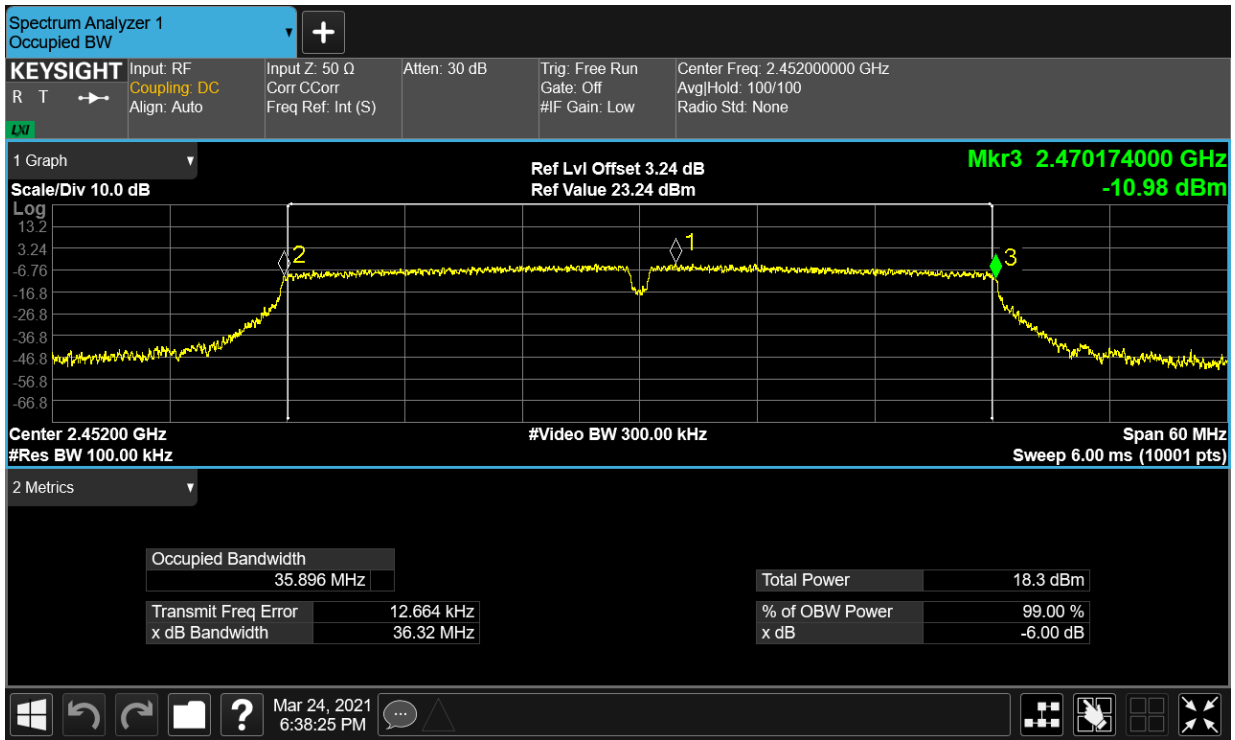 Spectrum Analyzer 1
Occupied BW
KEYSIGHT
R T
LXI
Input: RF
Coupling: DC
Align: Auto
Input Z: 50 Ω
Corr CCorr
Freq Ref: Int (S)
Atten: 30 dB
Trig: Free Run
Gate: Off
#IF Gain: Low
Center Freq: 2.452000000 GHz
Avg|Hold: 100/100
Radio Std: None
1 Graph
Scale/Div 10.0 dB
Ref Lvl Offset 3.24 dB
Ref Value 23.24 dBm
Mkr3 2.470174000 GHz
-10.98 dBm
Log
13.2
3.24
-6.76
-16.8
-26.8
-36.8
-46.8
-56.8
-66.8
2
1
3
Center 2.45200 GHz
#Res BW 100.00 kHz
#Video BW 300.00 kHz
Span 60 MHz
Sweep 6.00 ms (10001 pts)
2 Metrics
Occupied Bandwidth
35.896 MHz
Transmit Freq Error 12.664 kHz
x dB Bandwidth 36.32 MHz
Total Power 18.3 dBm
% of OBW Power 99.00 %
x dB -6.00 dB
?
Mar 24, 2021
6:38:25 PM